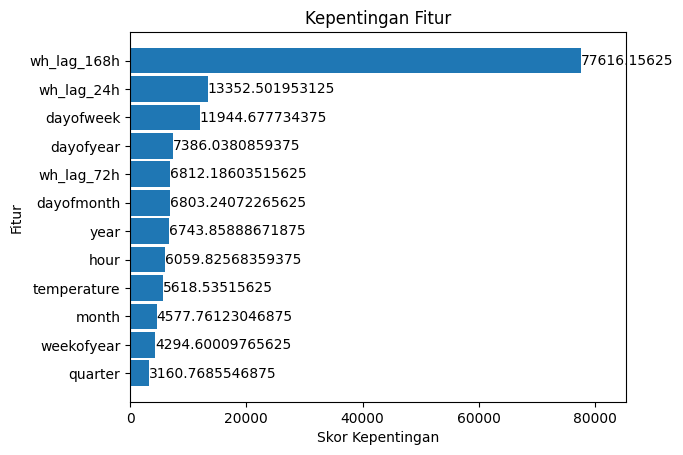 Kepentingan Fitur
wh_lag_168h 77616.15625
wh_lag_24h 13352.501953125
dayofweek 11944.677734375
dayofyear 7386.0380859375
wh_lag_72h 6812.18603515625
dayofmonth 6803.24072265625
year 6743.85888671875
hour 6059.82568359375
temperature 5618.53515625
month 4577.76123046875
weekofyear 4294.60009765625
quarter 3160.7685546875
Fitur
0 20000 40000 60000 80000
Skor Kepentingan